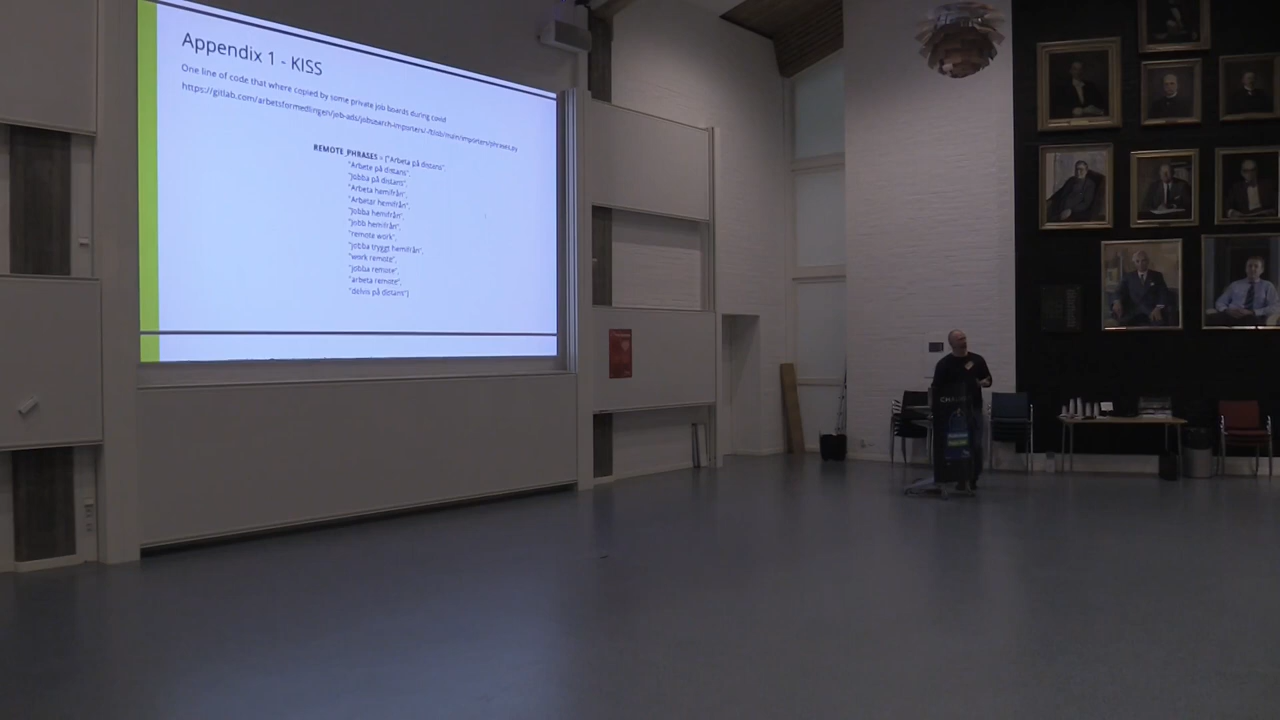 Appendix 1 - KISS
One line of code that where copied by some private job boards during covid
https://gitlab.com/arbetsformedlingen/job-ads/jobsearch-importers/-/blob/main/importers/phrases.py
REMOTE_PHRASES = ["Arbeta på distans",
"Arbete på distans",
"Jobba på distans",
"Arbeta hemifrån",
"Arbetar hemifrån",
"Jobba hemifrån",
"Jobb hemifrån",
"remote work",
"jobba tryggt hemifrån",
"work remote",
"jobba remote",
"arbeta remote",
"delvis på distans"]